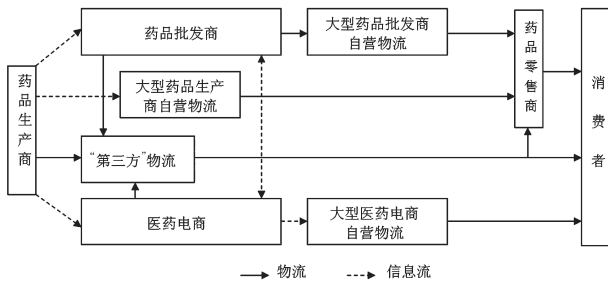 药品生产商
药品批发商
大型药品批发商
自营物流
药品零售商
消费者
大型药品生产
商自营物流
“第三方”物流
医药电商
大型医药电商
自营物流
物流
信息流